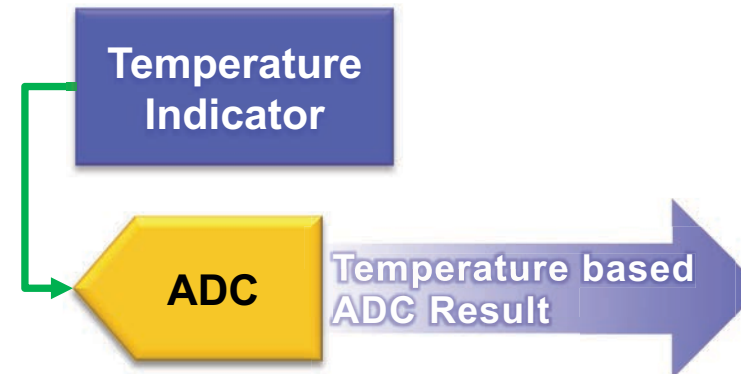 Temperature
Indicator
ADC
Temperature based
ADC Result